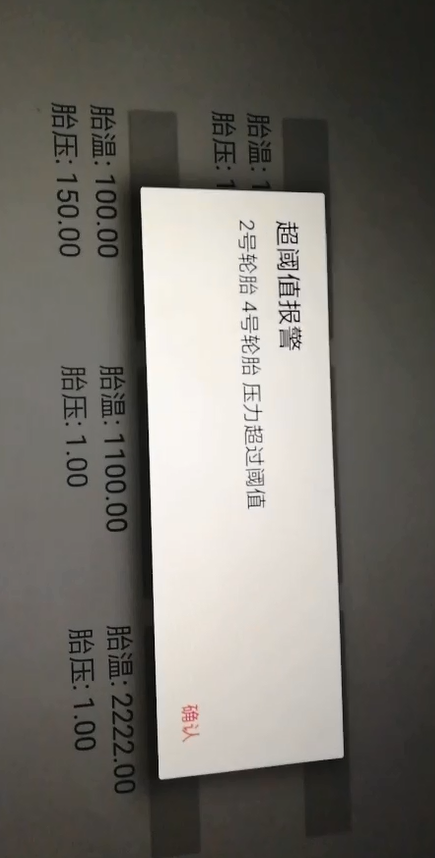 胎温: 1
胎压: 1
超阈值报警
2号轮胎 4号轮胎 压力超过阈值
确认
胎温: 100.00
胎压: 150.00
胎温: 1100.00
胎压: 1.00
胎温: 2222.00
胎压: 1.00